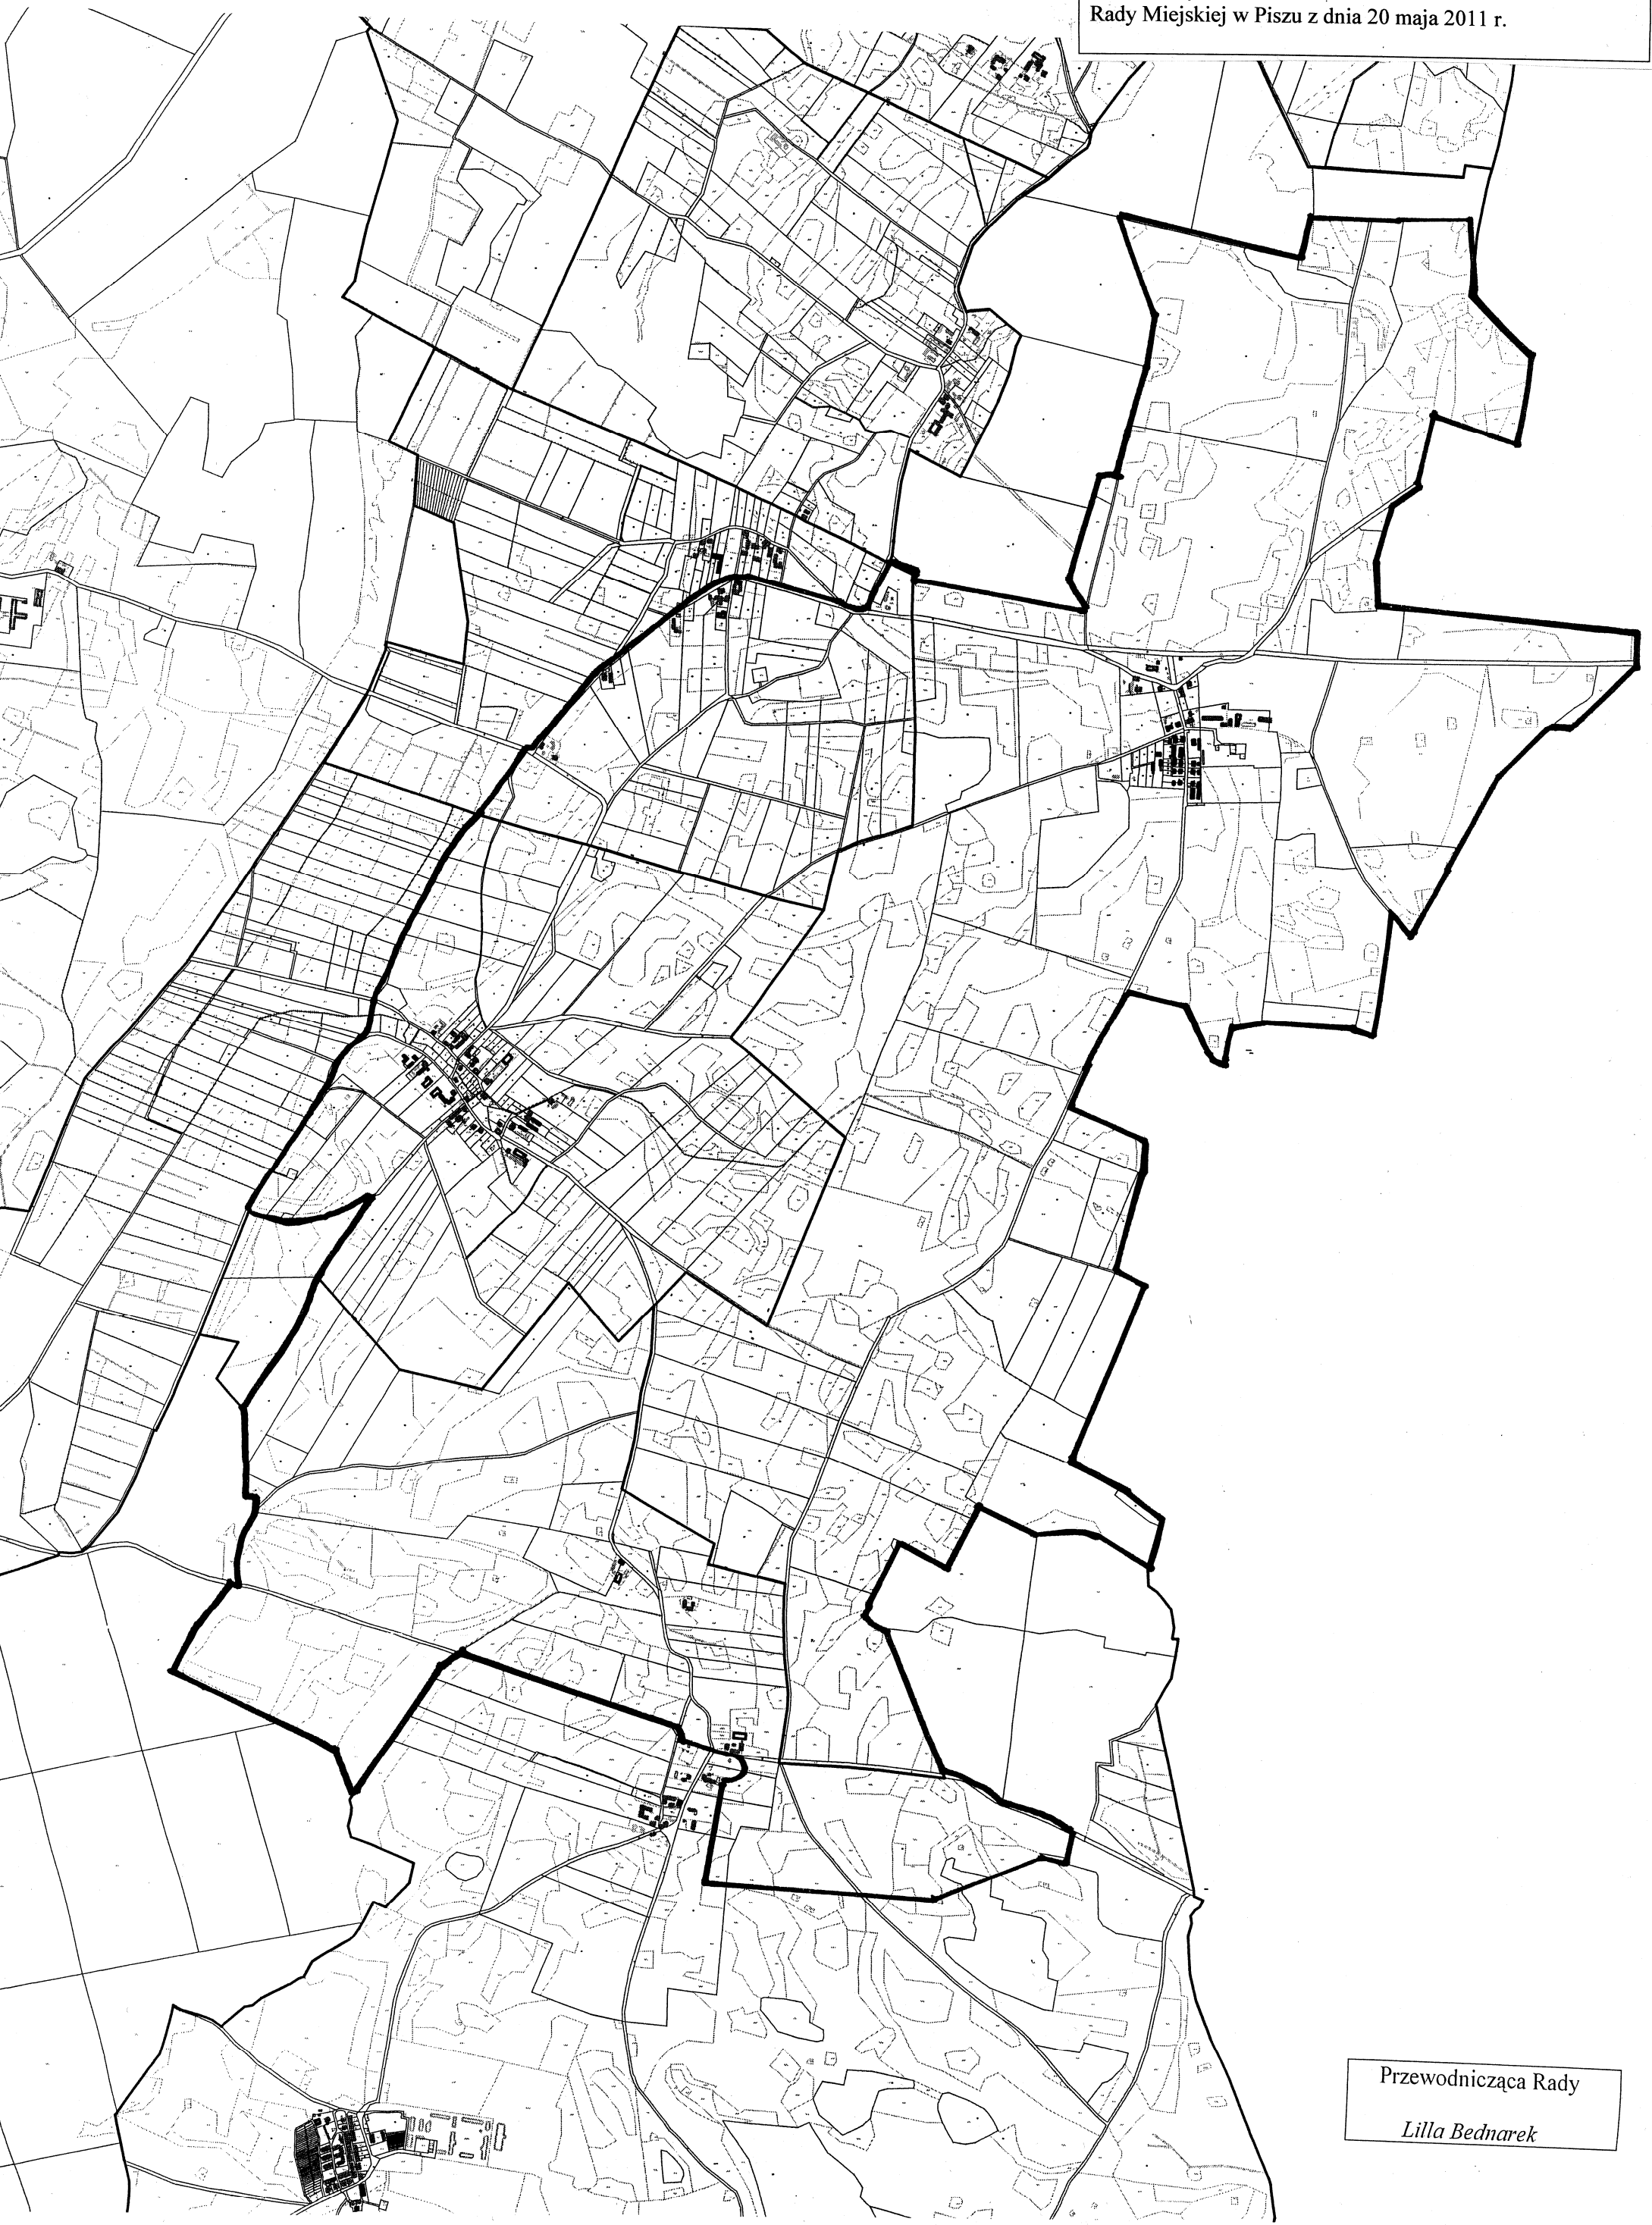 Rady Miejskiej w Piszu z dnia 20 maja 2011 r.
Przewodnicząca Rady
Lilla Bednarek